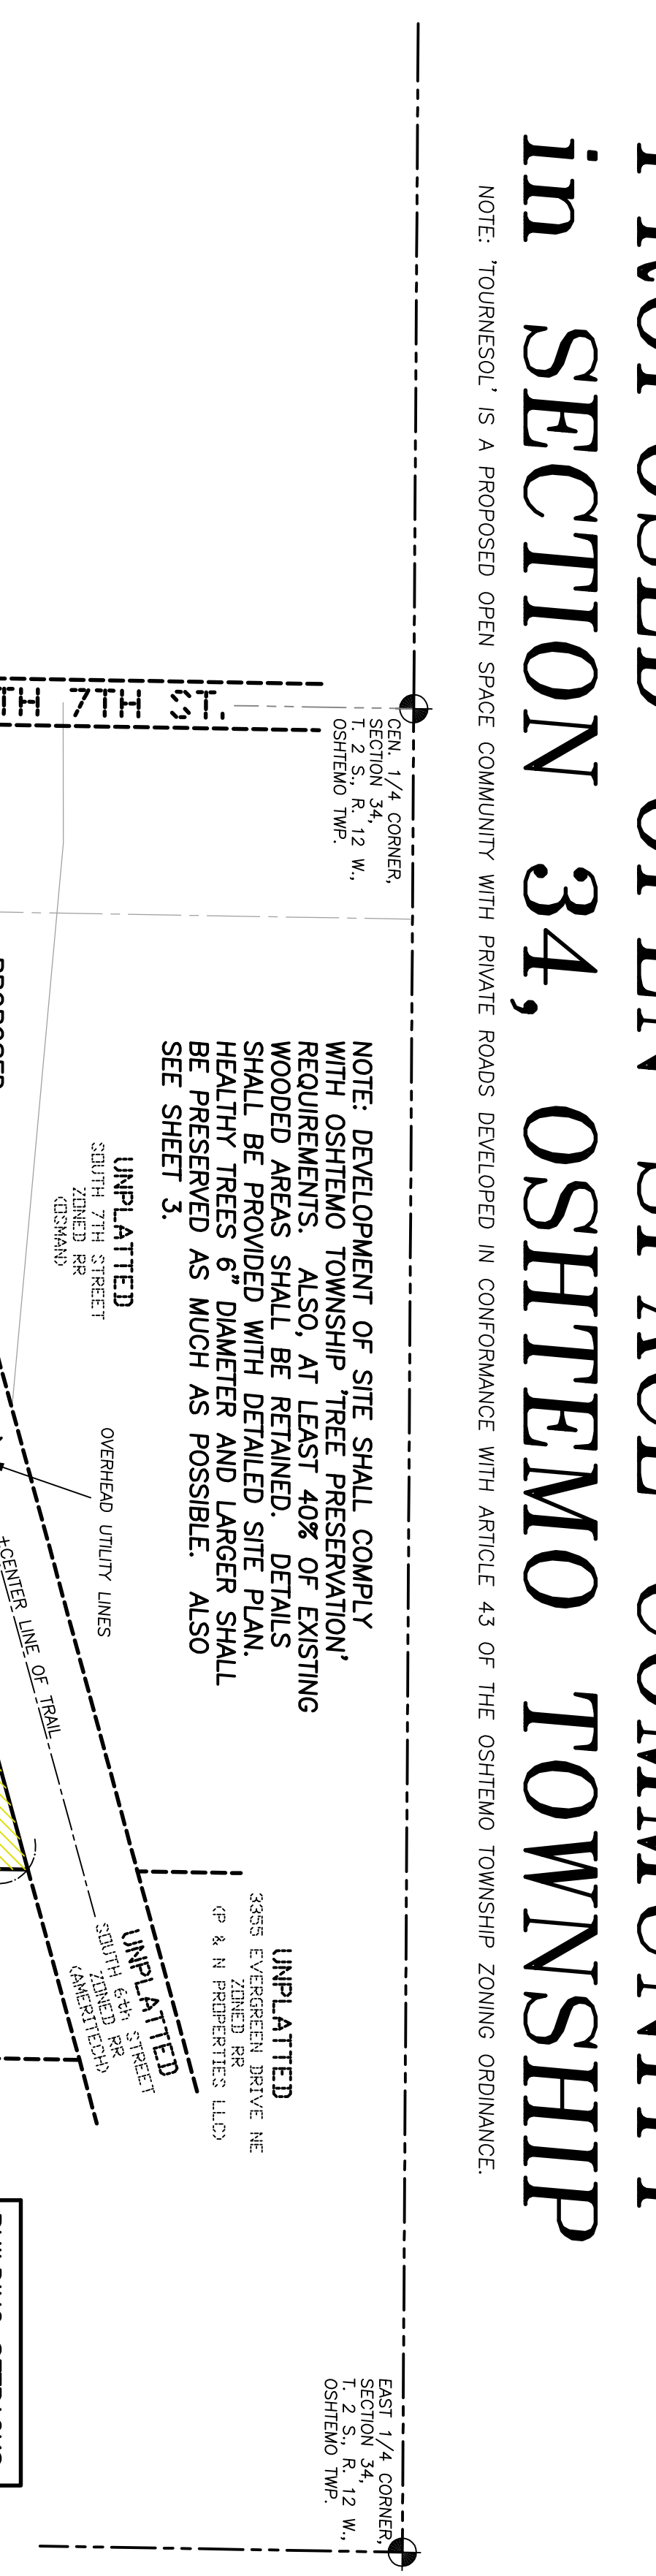 in SECTION 34, OSHTEMO TOWNSHIP
NOTE: 'TOURNESOL' IS A PROPOSED OPEN SPACE COMMUNITY WITH PRIVATE ROADS DEVELOPED IN CONFORMANCE WITH ARTICLE 43 OF THE OSHTEMO TOWNSHIP ZONING ORDINANCE.
CEN. 1/4 CORNER,
SECTION 34,
T. 2 S., R. 12 W.,
OSHTEMO TWP.
EAST 1/4 CORNER,
SECTION 34,
T. 2 S., R. 12 W.,
OSHTEMO TWP.
7TH ST.
NOTE: DEVELOPMENT OF SITE SHALL COMPLY
WITH OSHTEMO TOWNSHIP 'TREE PRESERVATION'
REQUIREMENTS. ALSO, AT LEAST 40% OF EXISTING
WOODED AREAS SHALL BE RETAINED. DETAILS
SHALL BE PROVIDED WITH DETAILED SITE PLAN.
HEALTHY TREES 6" DIAMETER AND LARGER SHALL
BE PRESERVED AS MUCH AS POSSIBLE. ALSO
SEE SHEET 3.
UNPLATTED
3355 EVERGREEN DRIVE NE
ZONED RR
(P & N PROPERTIES LLC)
UNPLATTED
SOUTH 7TH STREET
ZONED RR
(OSMAN)
OVERHEAD UTILITY LINES
UNPLATTED
SOUTH 6th STREET
ZONED RR
(AMERITECH)
±CENTER LINE OF TRAIL